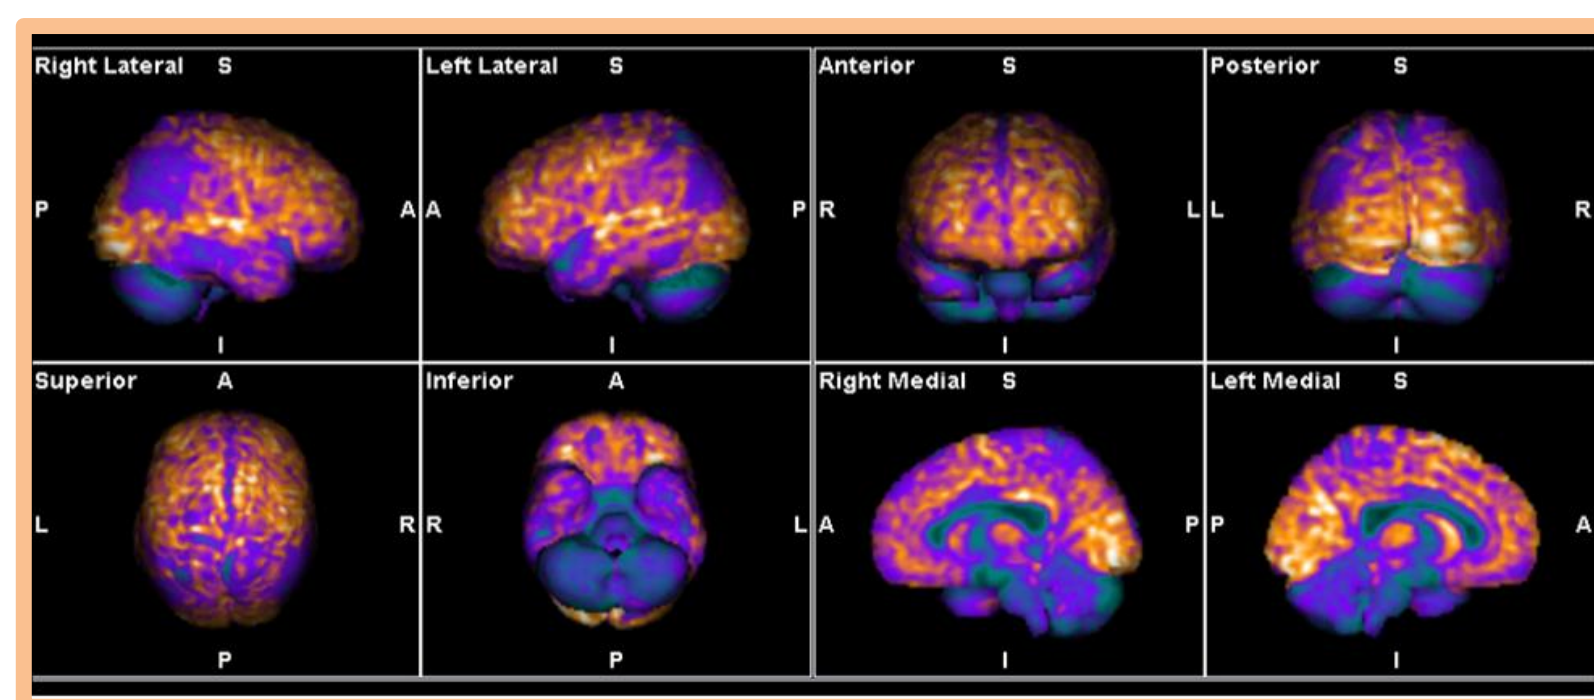 Right Lateral S
P A
I
Left Lateral S
A P
I
Anterior S
R L
I
Posterior S
L R
I
Superior A
L R
P
Inferior A
R L
P
Right Medial S
A P
I
Left Medial S
P A
I